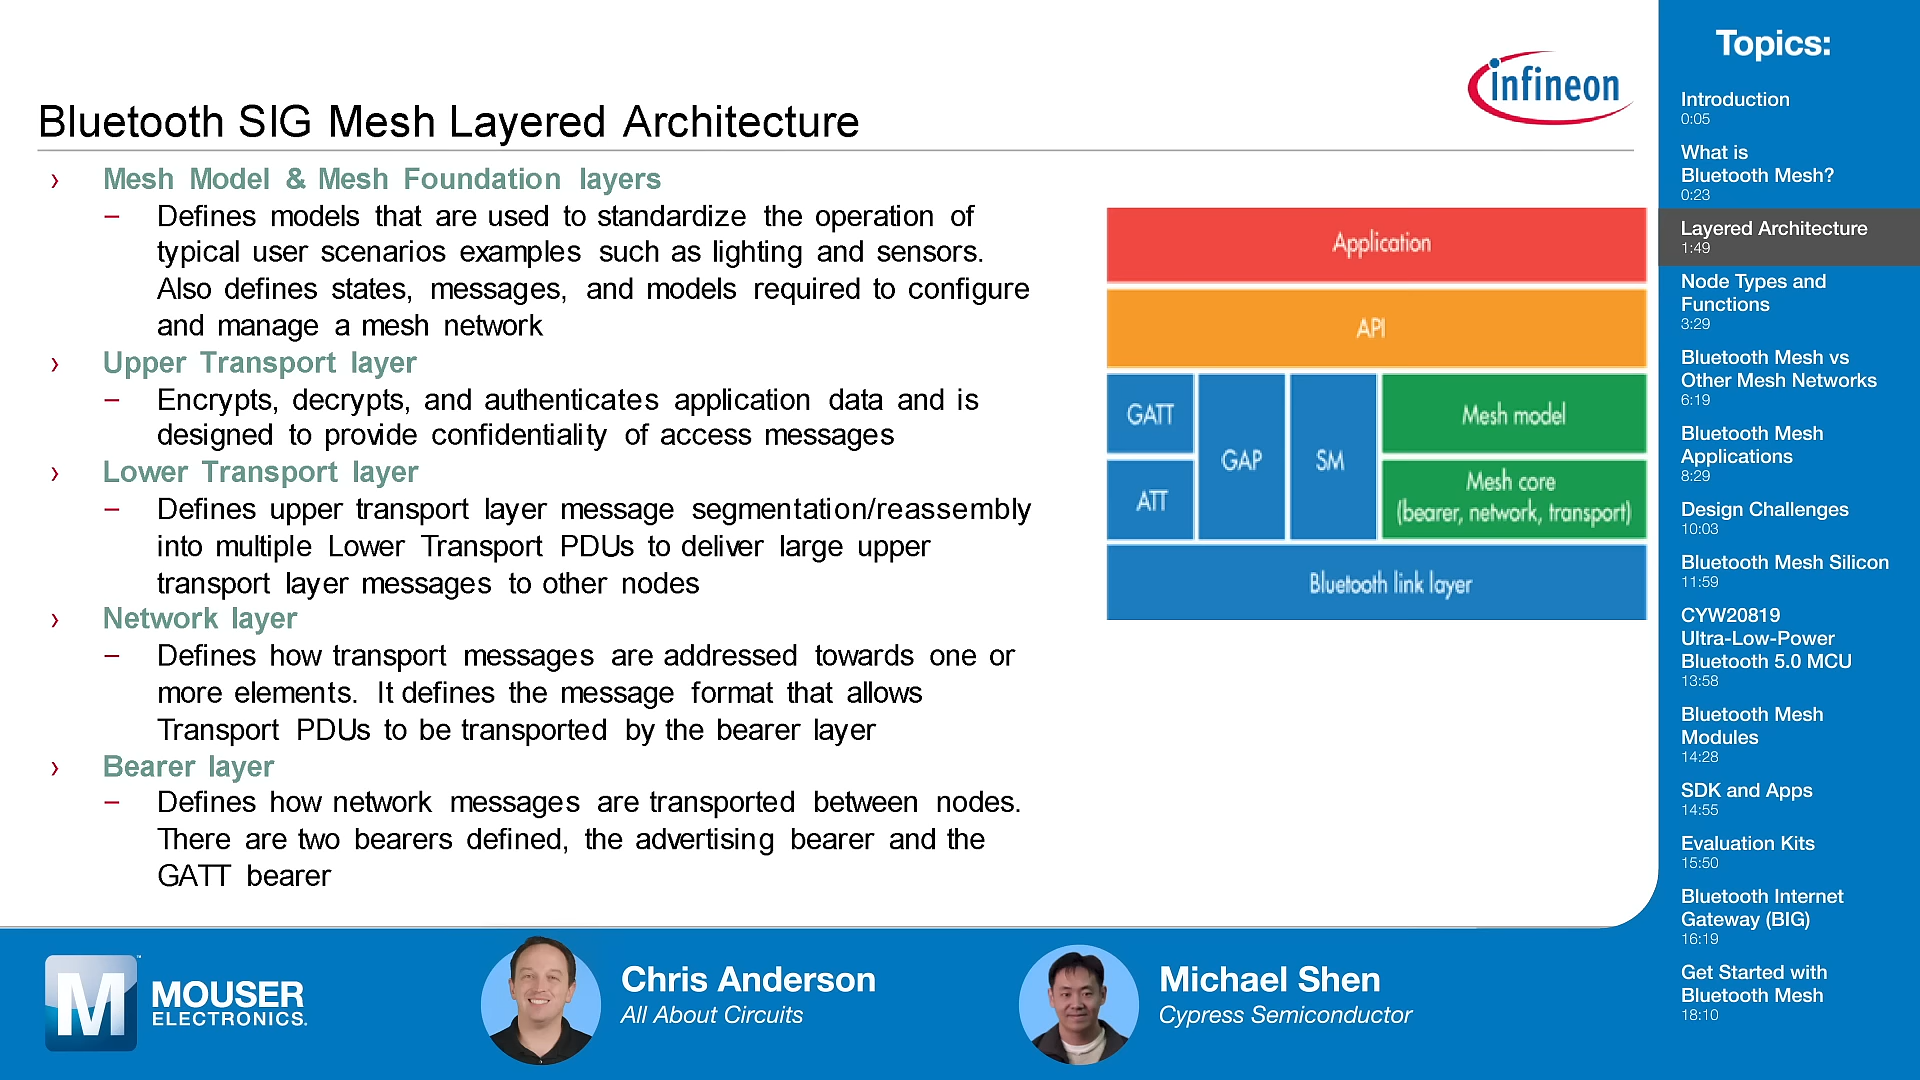 Bluetooth SIG Mesh Layered Architecture
infineon
› Mesh Model & Mesh Foundation layers
– Defines models that are used to standardize the operation of
typical user scenarios examples such as lighting and sensors.
Also defines states, messages, and models required to configure
and manage a mesh network
› Upper Transport layer
– Encrypts, decrypts, and authenticates application data and is
designed to provide confidentiality of access messages
› Lower Transport layer
– Defines upper transport layer message segmentation/reassembly
into multiple Lower Transport PDUs to deliver large upper
transport layer messages to other nodes
› Network layer
– Defines how transport messages are addressed towards one or
more elements. It defines the message format that allows
Transport PDUs to be transported by the bearer layer
› Bearer layer
– Defines how network messages are transported between nodes.
There are two bearers defined, the advertising bearer and the
GATT bearer
Application
API
GATT
GAP
SM
Mesh model
ATT
Mesh core
(bearer, network, transport)
Bluetooth link layer
Topics:
Introduction
0:05
What is
Bluetooth Mesh?
0:23
Layered Architecture
1:49
Node Types and
Functions
3:29
Bluetooth Mesh vs
Other Mesh Networks
6:19
Bluetooth Mesh
Applications
8:29
Design Challenges
10:03
Bluetooth Mesh Silicon
11:59
CYW20819
Ultra-Low-Power
Bluetooth 5.0 MCU
13:58
Bluetooth Mesh
Modules
14:28
SDK and Apps
14:55
Evaluation Kits
15:50
Bluetooth Internet
Gateway (BIG)
16:19
Get Started with
Bluetooth Mesh
18:10
M
MOUSER
ELECTRONICS.
Chris Anderson
All About Circuits
Michael Shen
Cypress Semiconductor